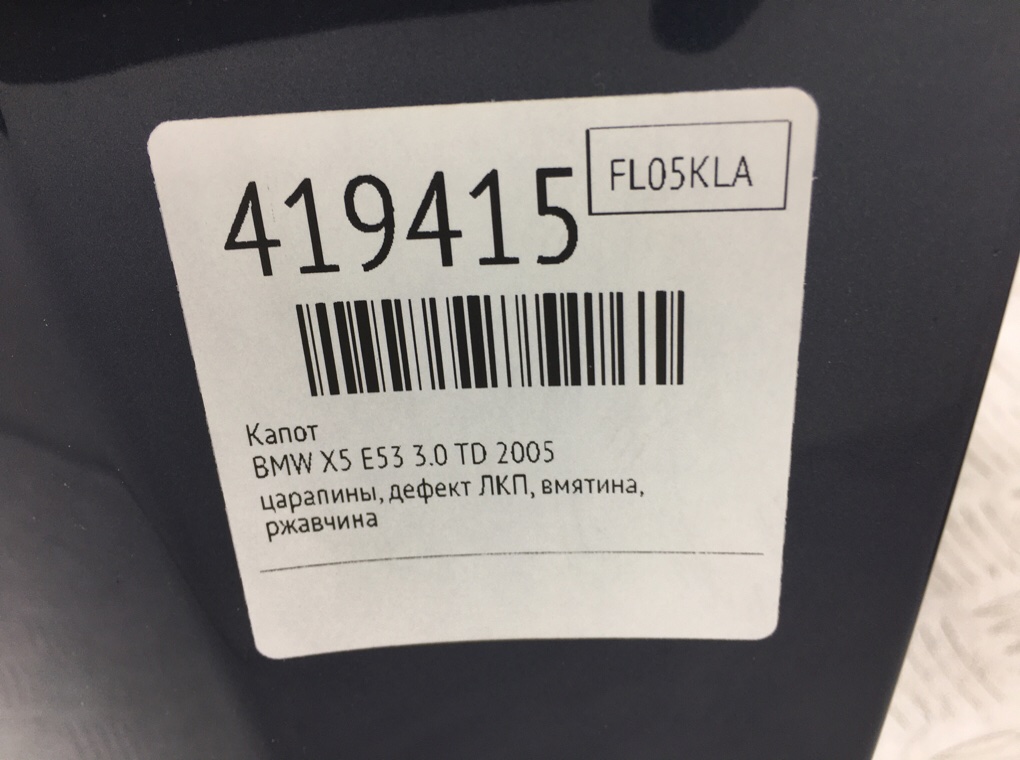 FL05KLA
419415
Капот
BMW X5 E53 3.0 TD 2005
царапины, дефект ЛКП, вмятина,
ржавчина